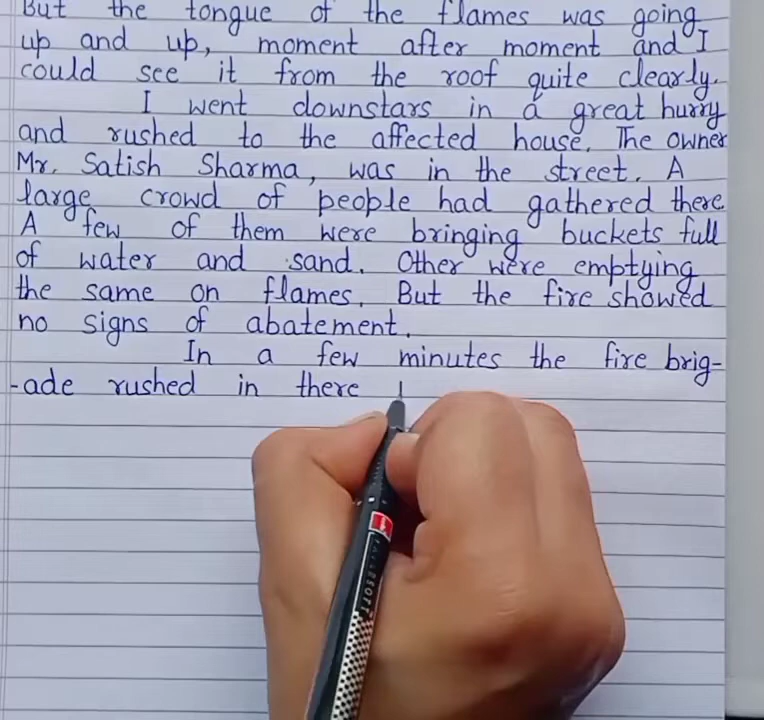 But the tongue of the flames was going
up and up, moment after moment and I
could see it from the roof quite clearly.
I went downstars in a great hurry
and rushed to the affected house. The owner
Mr. Satish Sharma, was in the street. A
large crowd of people had gathered there
A few of them were bringing buckets full
of water and sand. Other were emptying
the same on flames. But the fire showed
no signs of abatement.
In a few minutes the fire brig-
-ade rushed in there